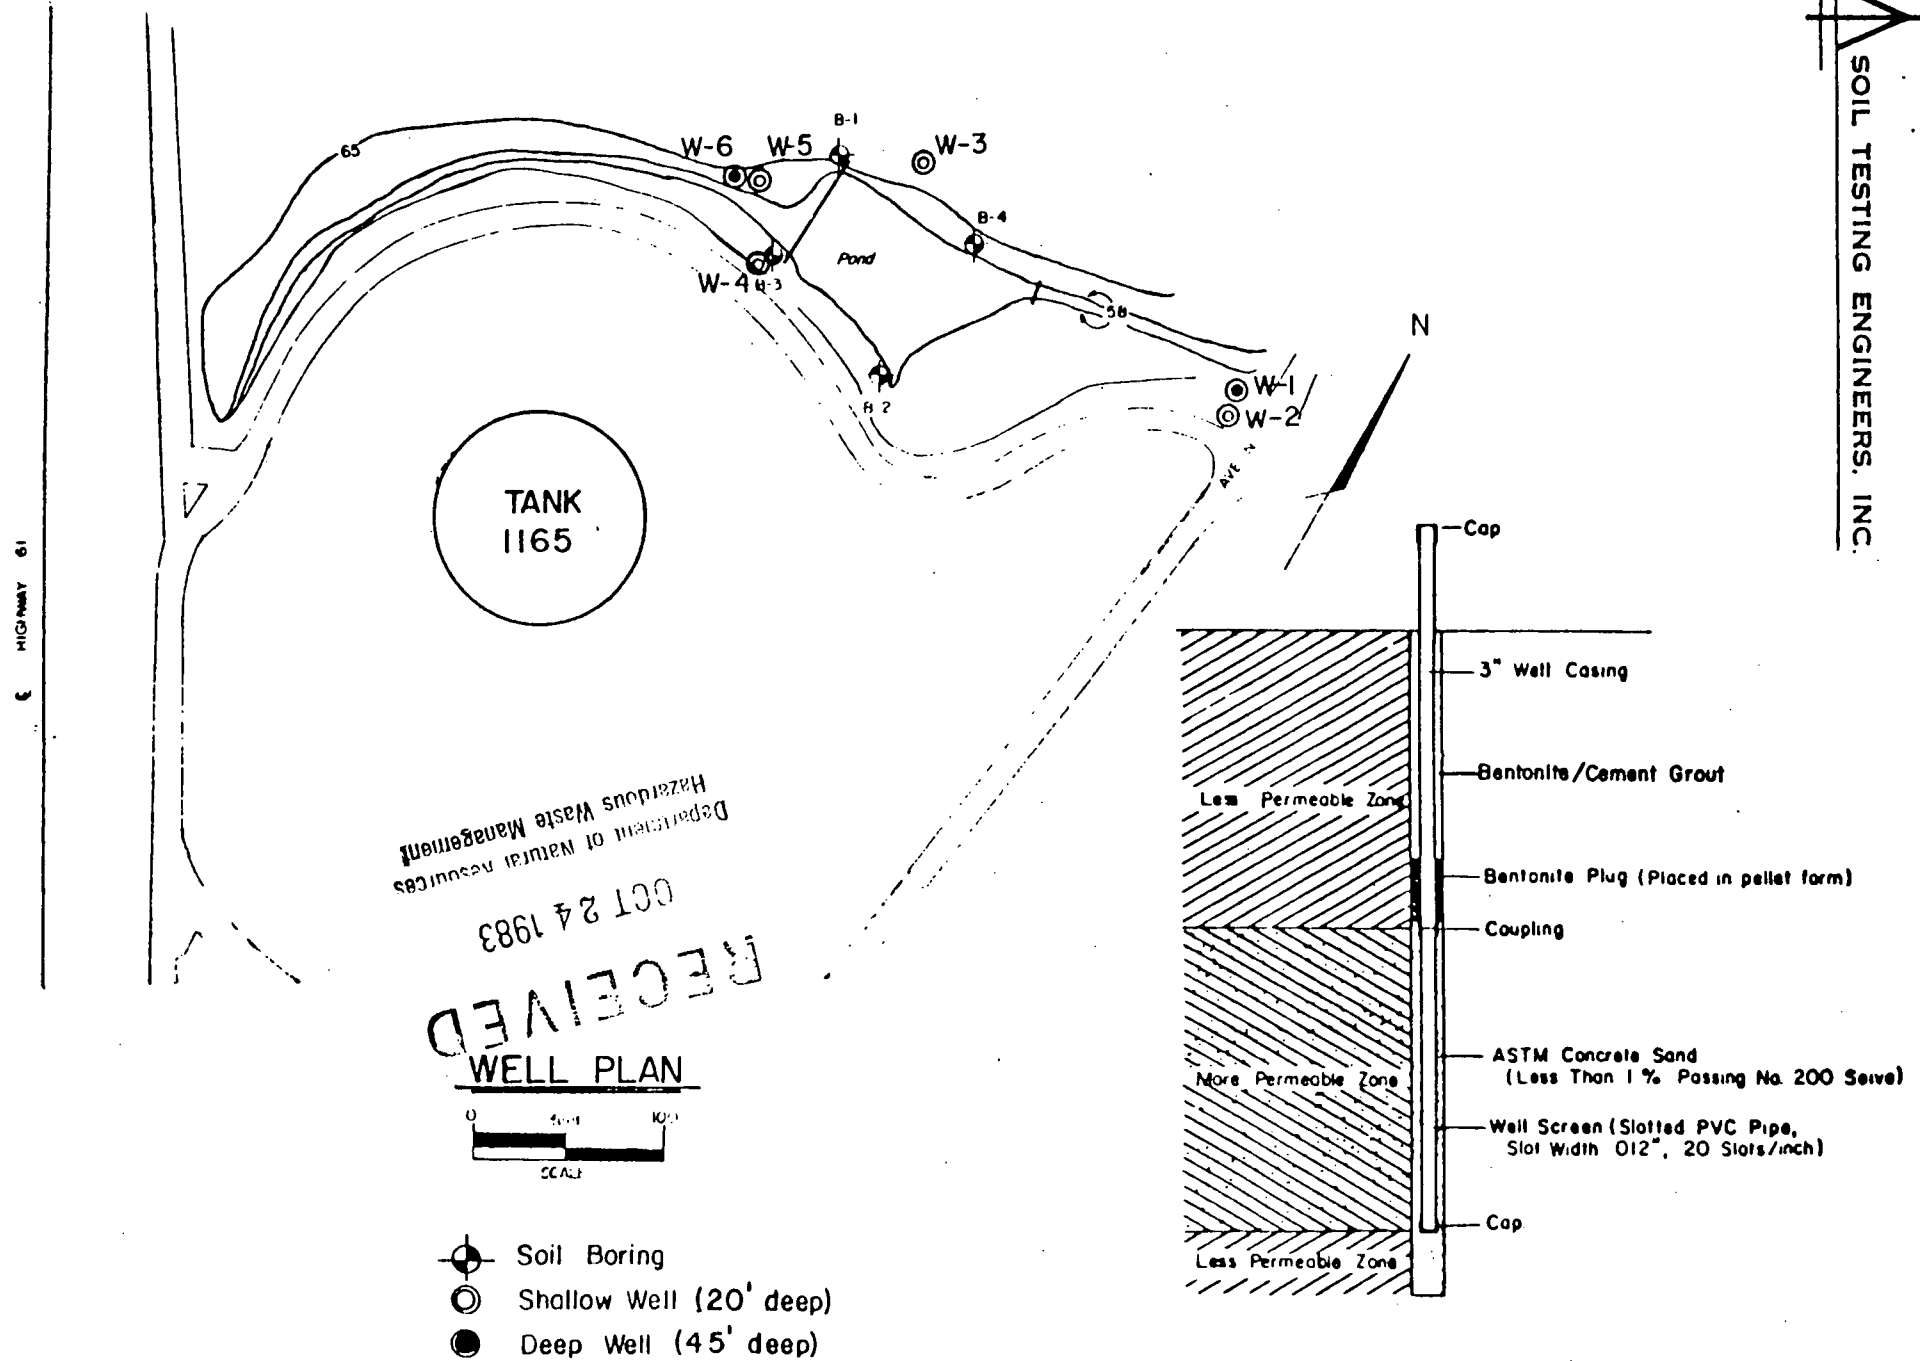 SOIL TESTING ENGINEERS, INC.
B-1
W-6
W-5
W-3
65
B-4
Pond
W-4
B-3
58
N
W-1
B-2
W-2
AVE. N
TANK
1165
Cap
HIGHWAY 61
3" Well Casing
Bentonite/Cement Grout
Less Permeable Zone
Bentonite Plug (Placed in pellet form)
Coupling
RECEIVED
OCT 24 1983
Department of Natural Resources
Hazardous Waste Management
ASTM Concrete Sand
(Less Than 1% Passing No. 200 Seive)
More Permeable Zone
Well Screen (Slotted PVC Pipe,
Slot Width 012", 20 Slots/inch)
Cap
Less Permeable Zone
WELL PLAN
0 feet 100
SCALE
Soil Boring
Shallow Well (20' deep)
Deep Well (45' deep)